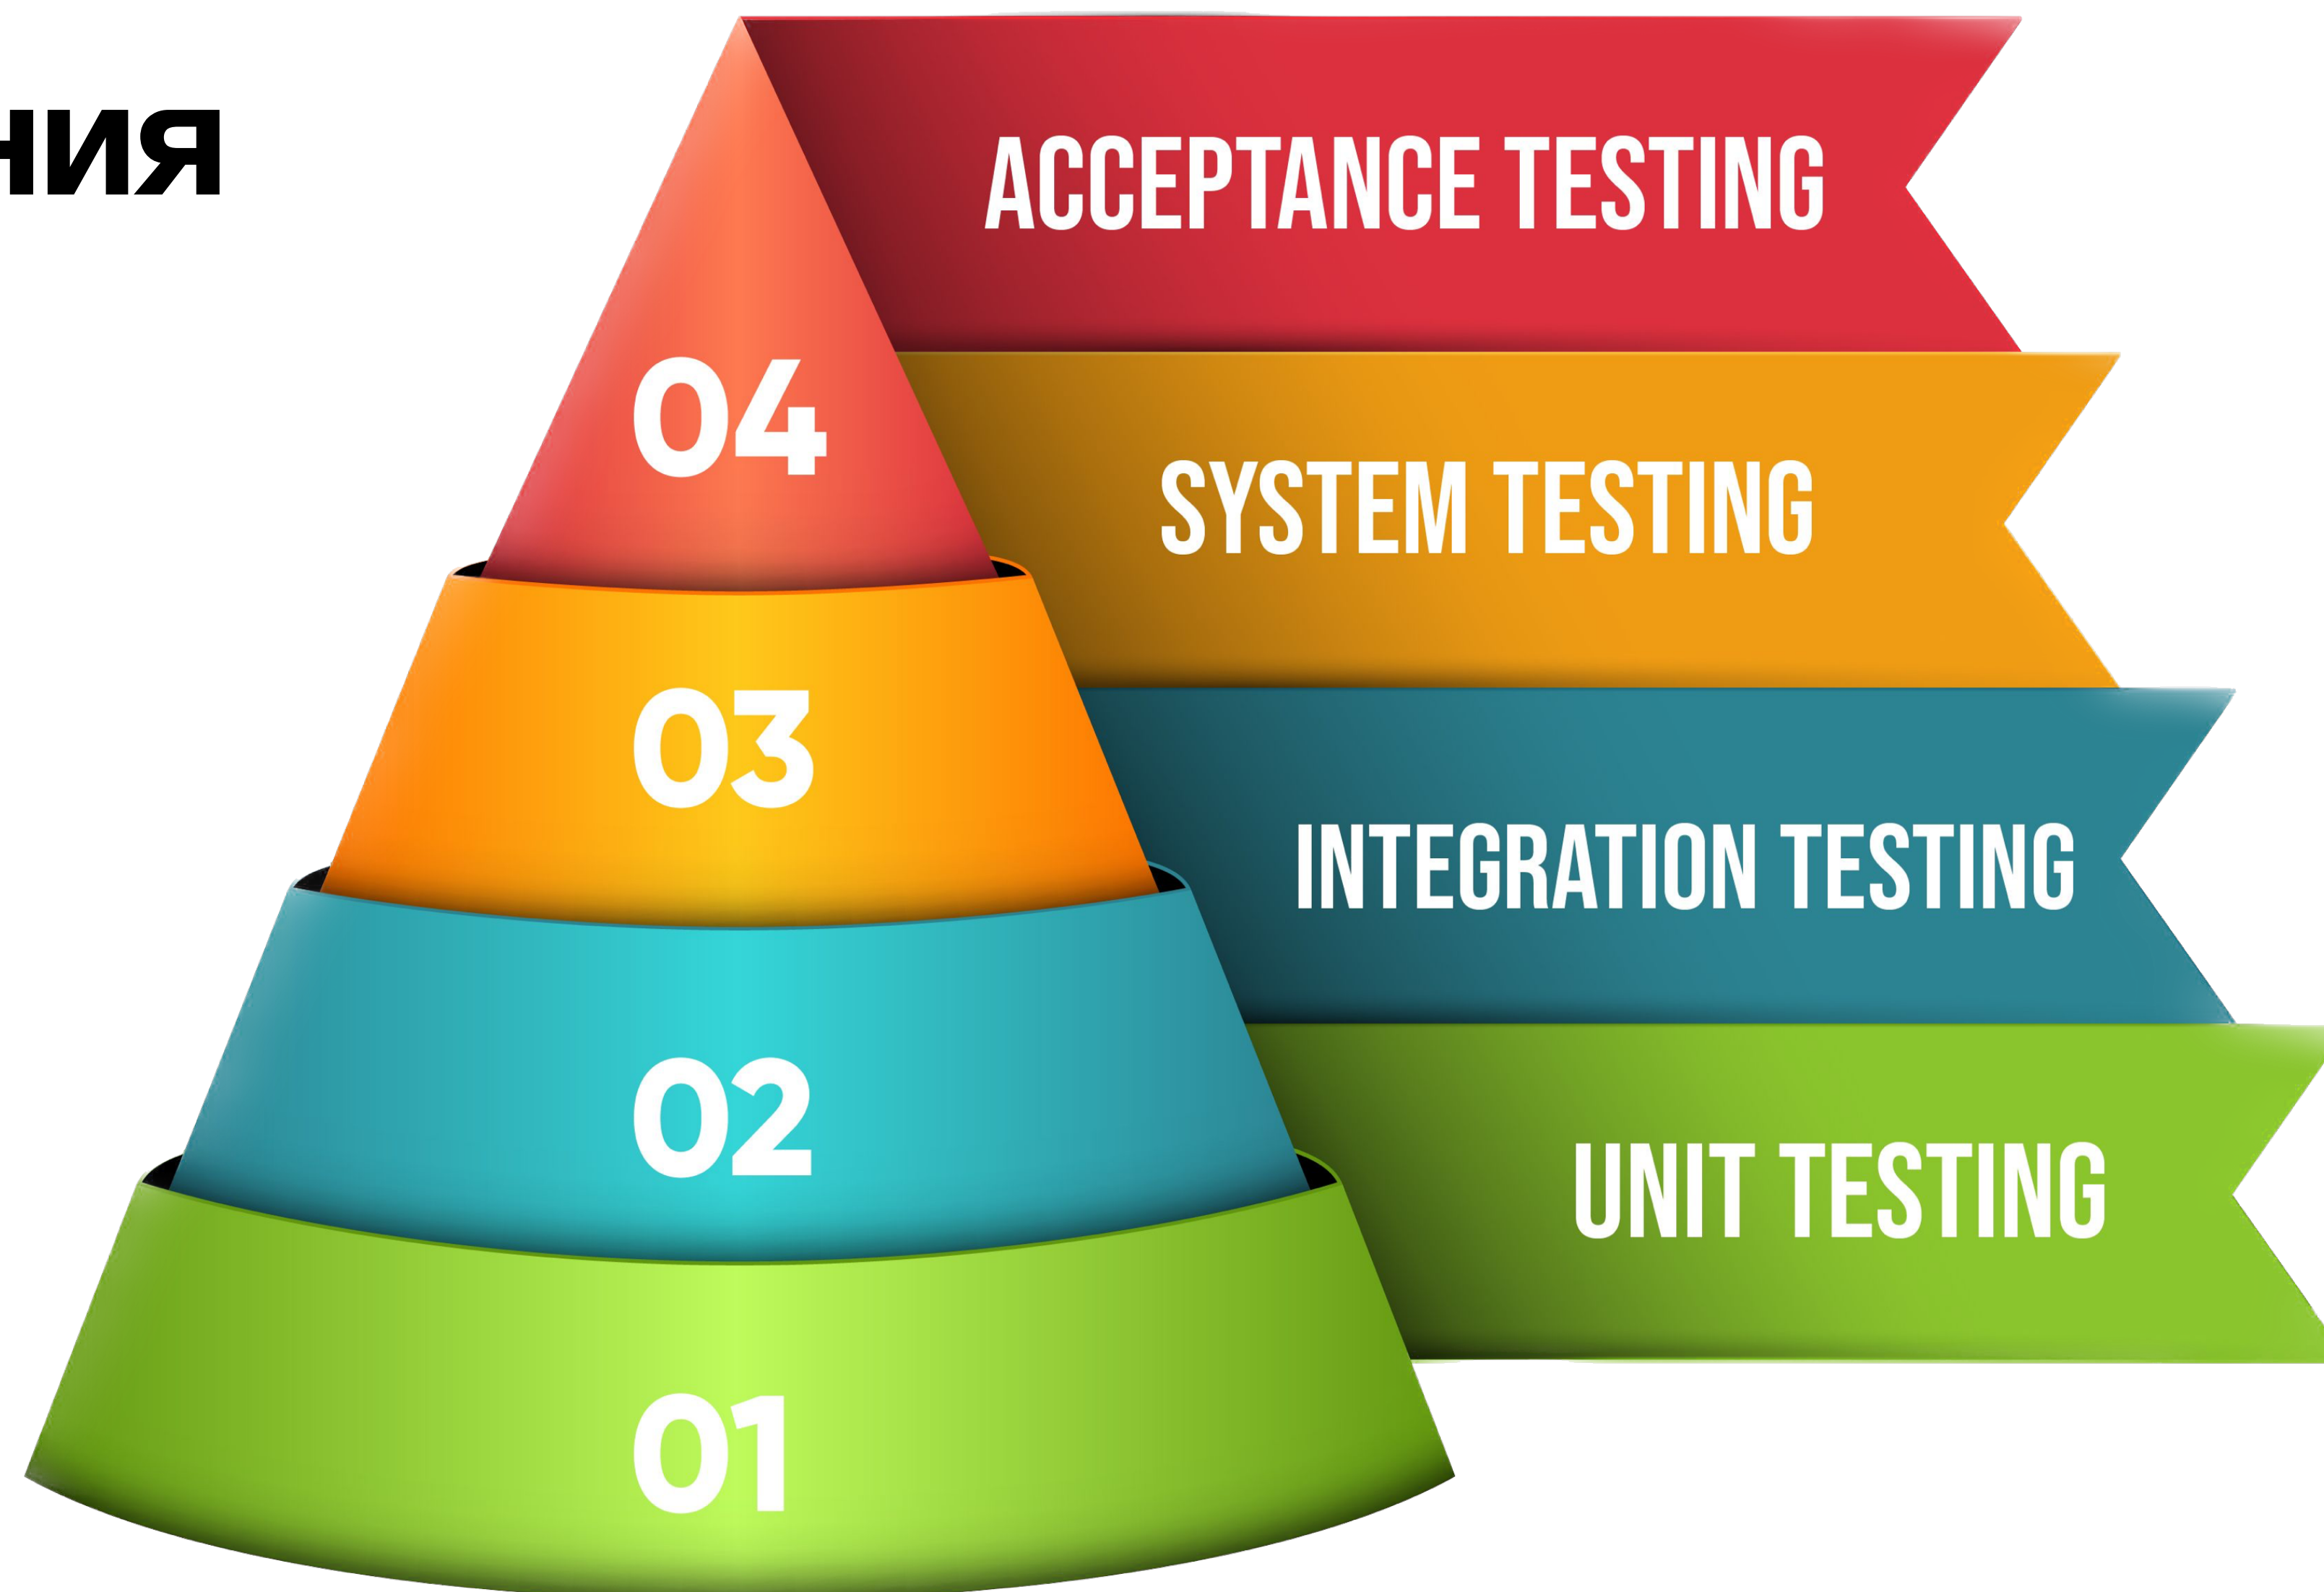 ния
ACCEPTANCE TESTING
04
SYSTEM TESTING
03
INTEGRATION TESTING
02
UNIT TESTING
01